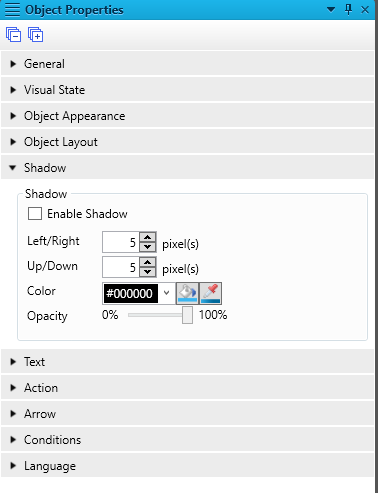 Object Properties
General
Visual State
Object Appearance
Object Layout
Shadow
Shadow
Enable Shadow
Left/Right 5 pixel(s)
Up/Down 5 pixel(s)
Color #000000
Opacity 0% 100%
Text
Action
Arrow
Conditions
Language